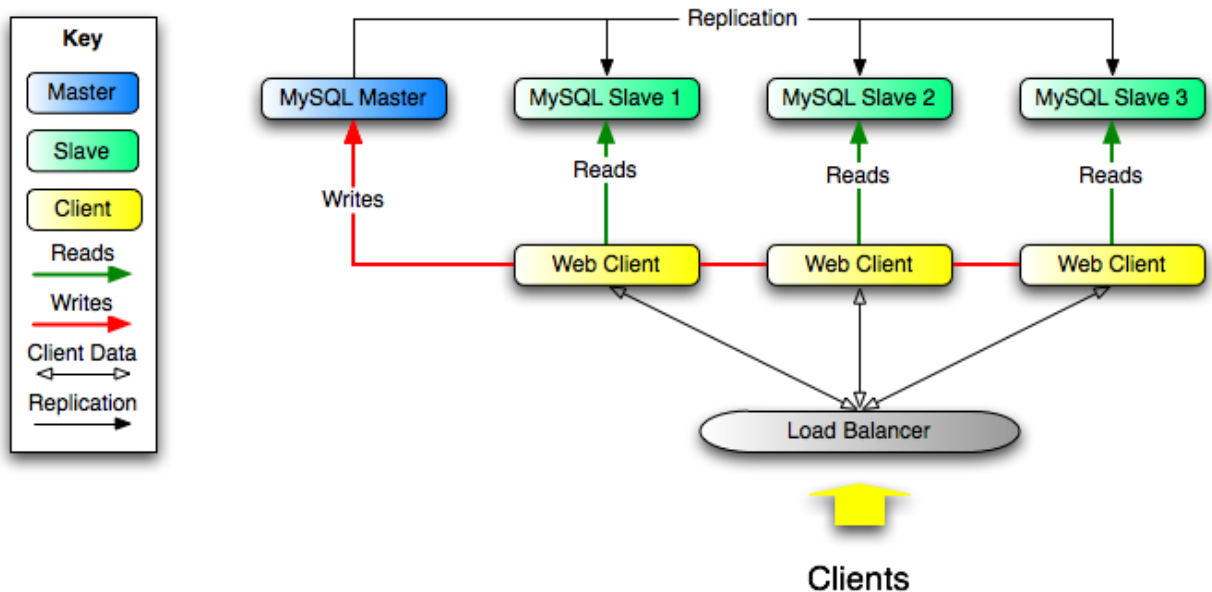 Key
Master
Slave
Client
Reads
Writes
Client Data
Replication
Replication
MySQL Master
MySQL Slave 1
MySQL Slave 2
MySQL Slave 3
Writes
Reads
Reads
Reads
Web Client
Web Client
Web Client
Load Balancer
Clients